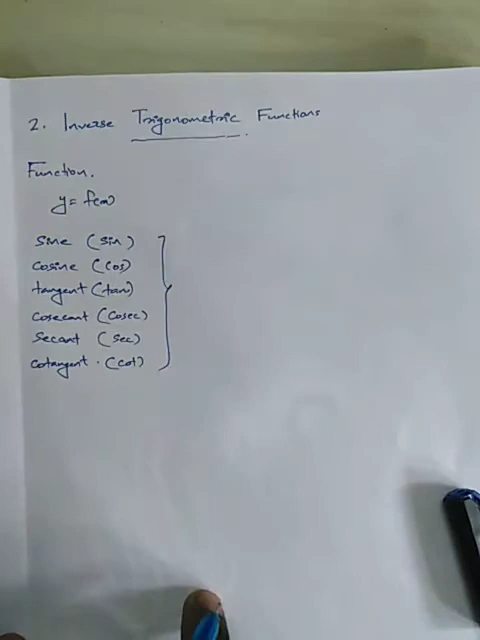 2. Inverse Trigonometric Functions
Function.
y = f(x)
Sine (sin)
Cosine (cos)
tangent (tan)
Cosecant (Cosec)
Secant (sec)
cotangent. (cot)